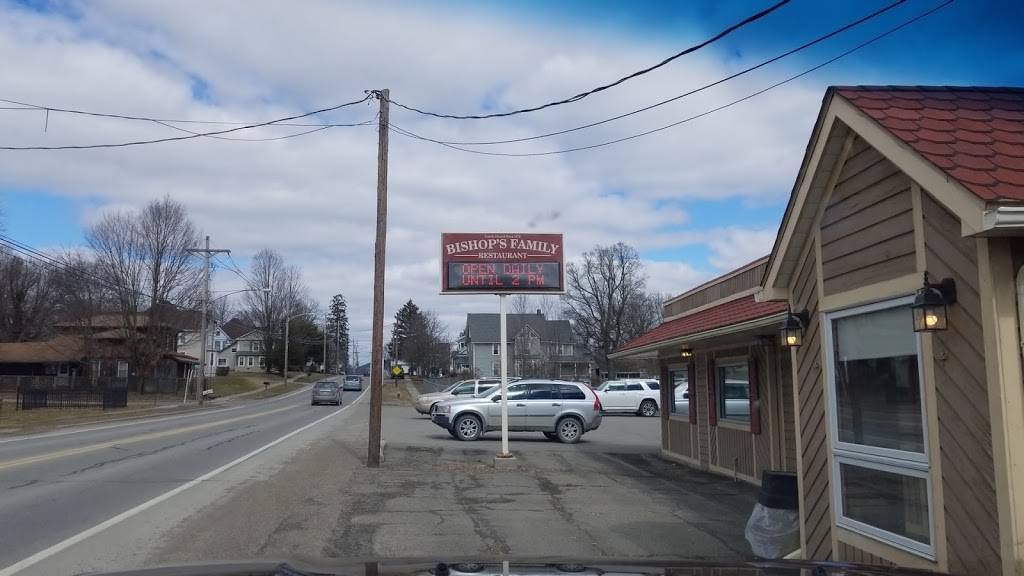 BISHOP'S FAMILY
RESTAURANT
OPEN DAILY
UNTIL 2 PM